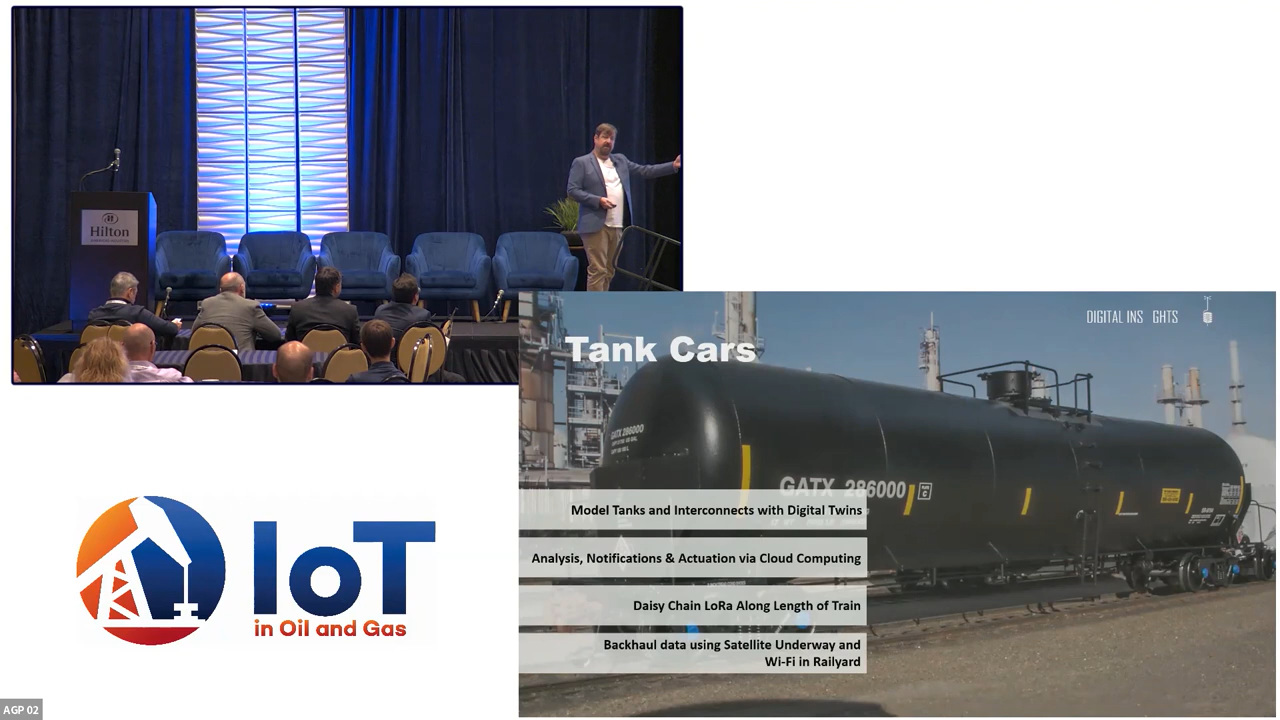 Hilton
DIGITAL INS GHTS
Tank Cars
GATX 286000
GATX 286000
C
Model Tanks and Interconnects with Digital Twins
Analysis, Notifications & Actuation via Cloud Computing
Daisy Chain LoRa Along Length of Train
Backhaul data using Satellite Underway and
Wi-Fi in Railyard
IoT
in Oil and Gas
AGP 02